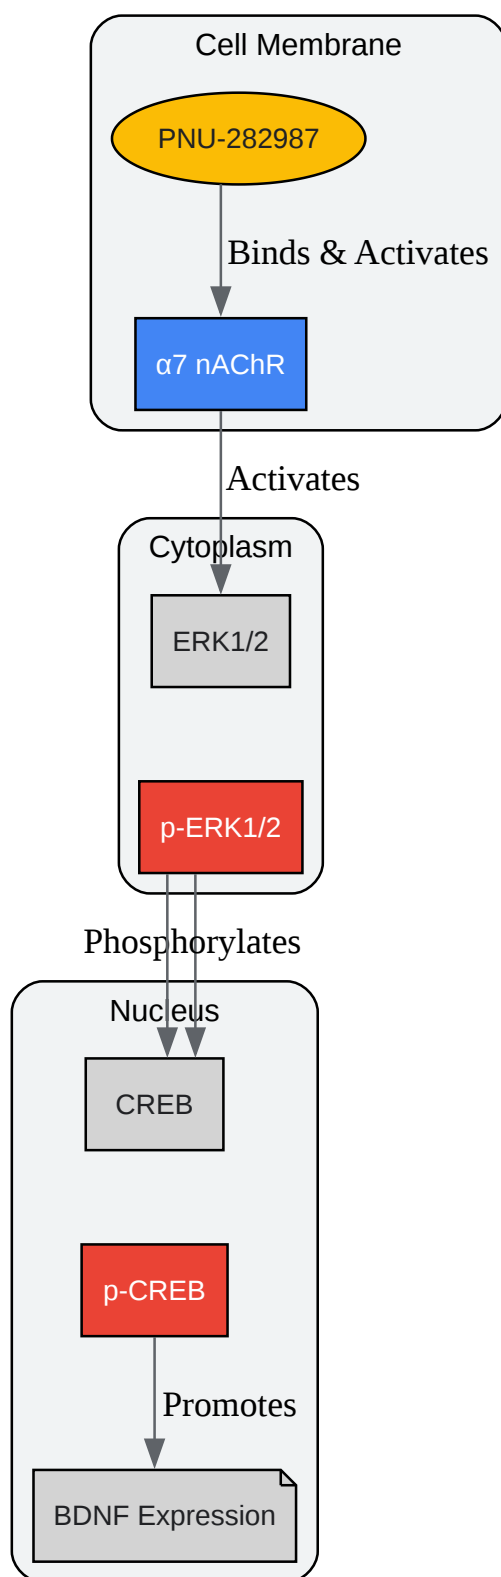 Cell Membrane
PNU-282987
Binds & Activates
α7 nAChR
Activates
Cytoplasm
ERK1/2
p-ERK1/2
Phosphorylates
Nucleus
CREB
p-CREB
Promotes
BDNF Expression